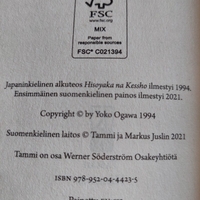 FSC
www.fsc.org
MIX
Paper from
responsible sources
FSC® C021394
Japaninkielinen alkuteos Hisoyaka na Kessho ilmestyi 1994.
Ensimmäinen suomenkielinen painos ilmestyi 2021.
Copyright © by Yoko Ogawa 1994
Suomenkielinen laitos © Tammi ja Markus Juslin 2021
Tammi on osa Werner Söderström Osakeyhtiötä
ISBN 978-952-04-4423-5